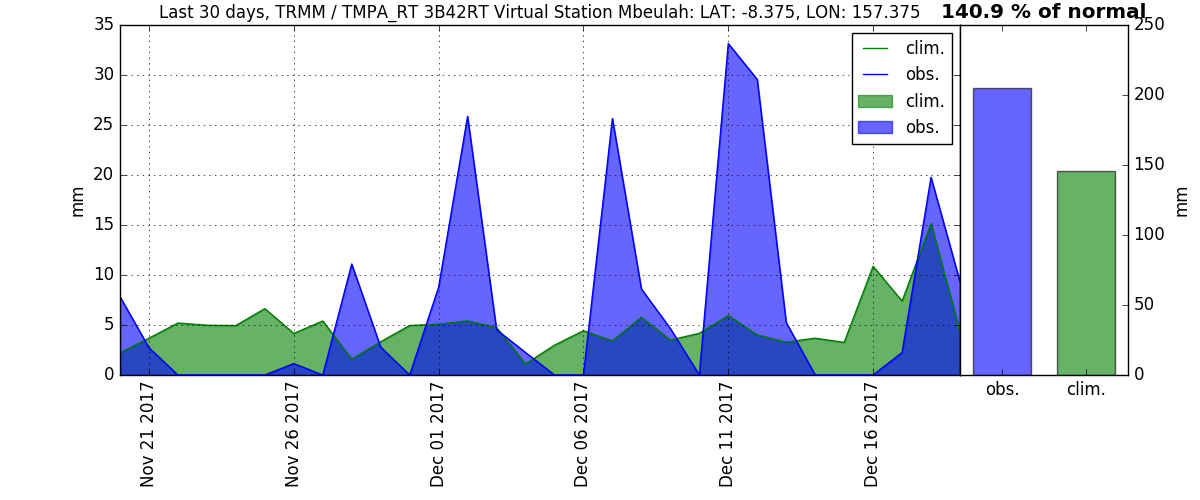 Last 30 days, TRMM / TMPA_RT 3B42RT Virtual Station Mbeulah: LAT: -8.375, LON: 157.375
140.9 % of normal
35
30
25
20
15
10
5
0
mm
clim.
obs.
clim.
obs.
Nov 21 2017
Nov 26 2017
Dec 01 2017
Dec 06 2017
Dec 11 2017
Dec 16 2017
250
200
150
100
50
0
mm
obs.
clim.